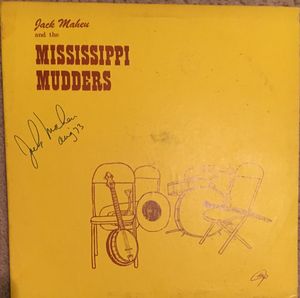 Jack Maheu
and the
MISSISSIPPI
MUDDERS
Jack Maheu
Aug 73